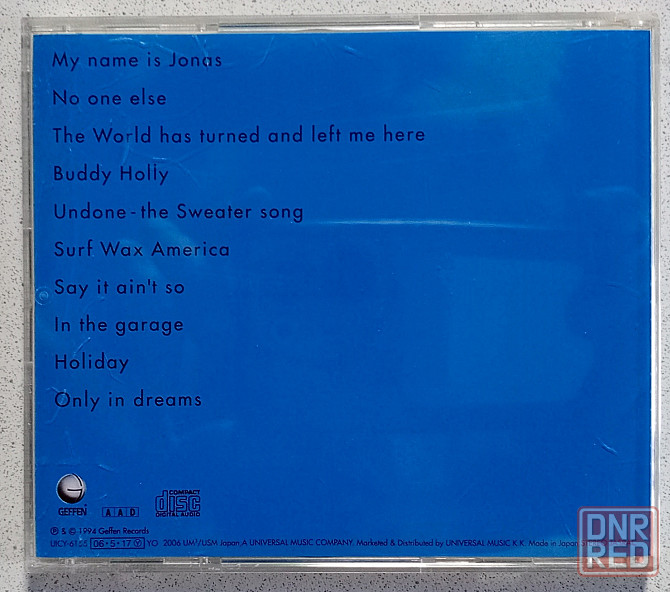 My name is Jonas
No one else
The World has turned and left me here
Buddy Holly
Undone - the Sweater song
Surf Wax America
Say it ain't so
In the garage
Holiday
Only in dreams
GEFFEN
A A D
COMPACT
disc
DIGITAL AUDIO
℗ & © 1994 Geffen Records
06・5・17 Ⓨ YO 2006 UM³/USM Japan, A UNIVERSAL MUSIC COMPANY. Marketed & Distributed by UNIVERSAL MUSIC K.K. Made in Japan
DNR
RED